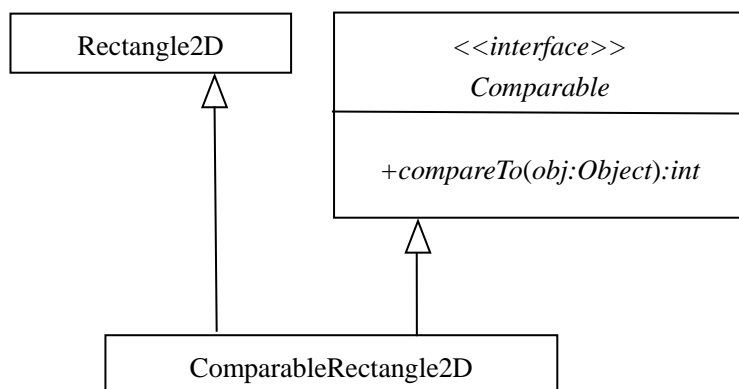 Rectangle2D
<<interface>>
Comparable
+compareTo(obj:Object):int
ComparableRectangle2D